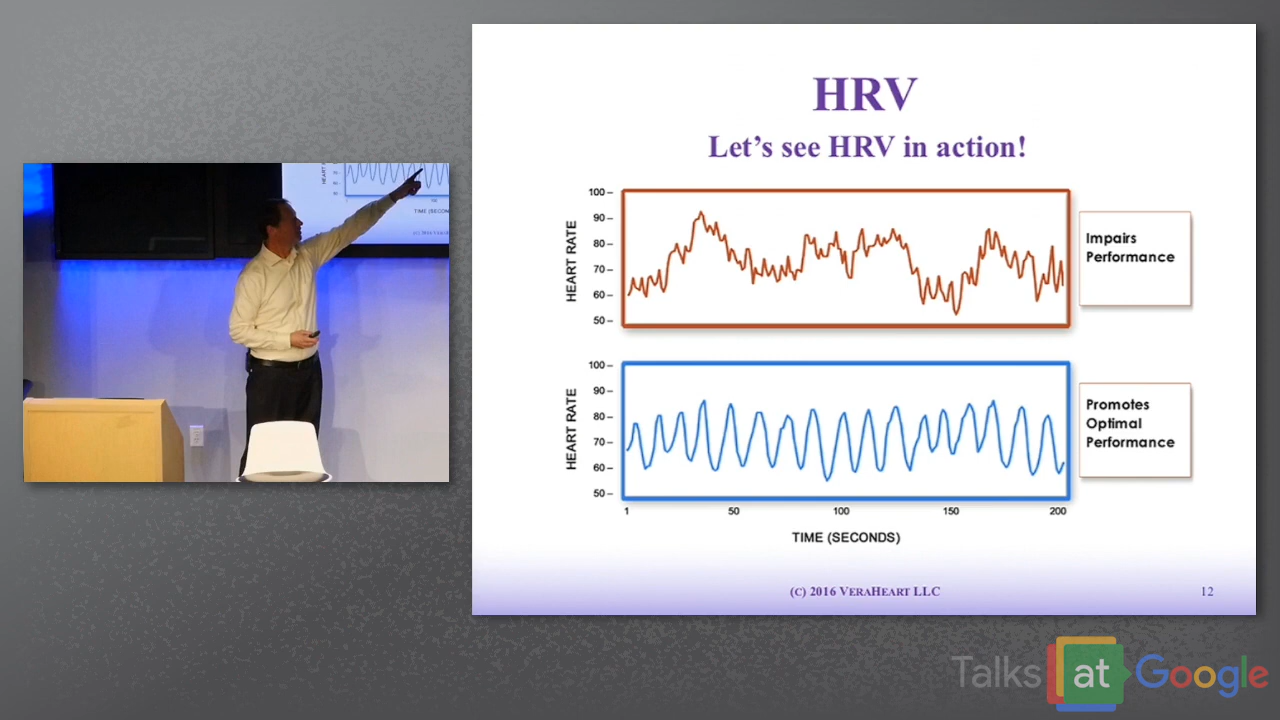 HRV
Let's see HRV in action!
100
90
80
70
60
50
HEART RATE
Impairs
Performance
100
90
80
70
60
50
HEART RATE
Promotes
Optimal
Performance
1 50 100 150 200
TIME (SECONDS)
(C) 2016 VERAHEART LLC
12
TIME (SECON
Talks at Google